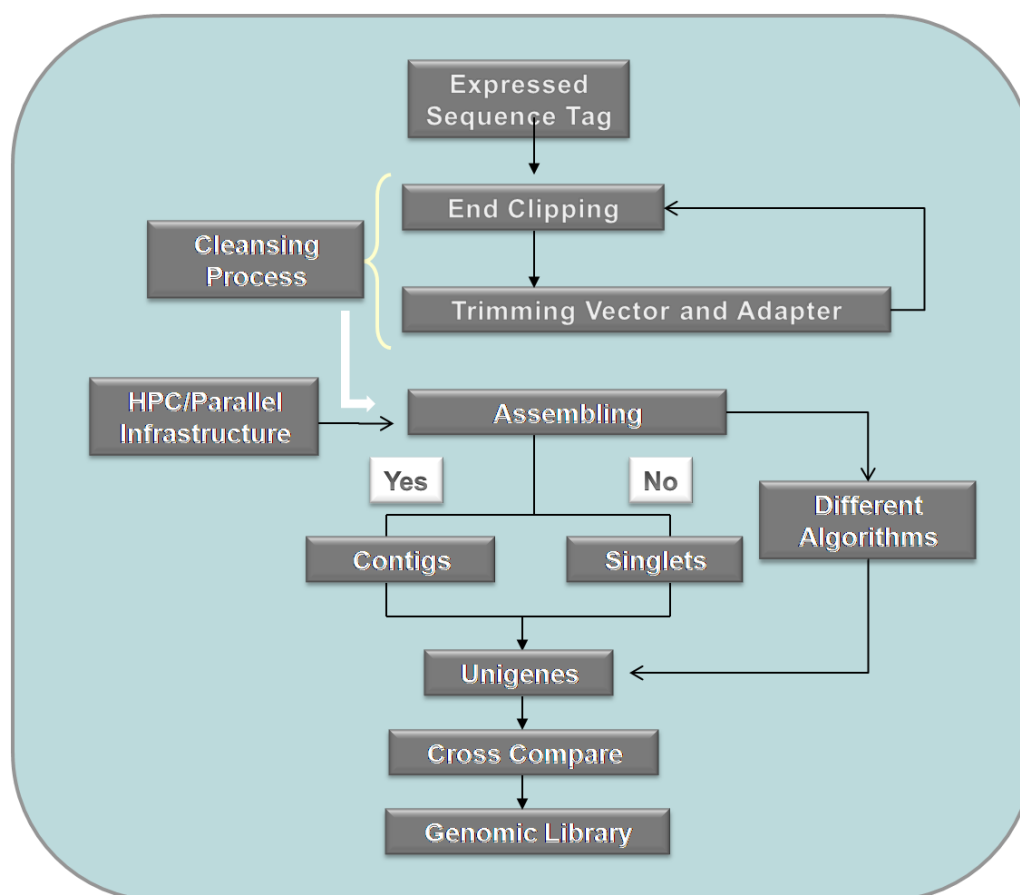 Expressed
Sequence Tag
End Clipping
Cleansing
Process
Trimming Vector and Adapter
HPC/Parallel
Infrastructure
Assembling
Yes
No
Different
Algorithms
Contigs
Singlets
Unigenes
Cross Compare
Genomic Library